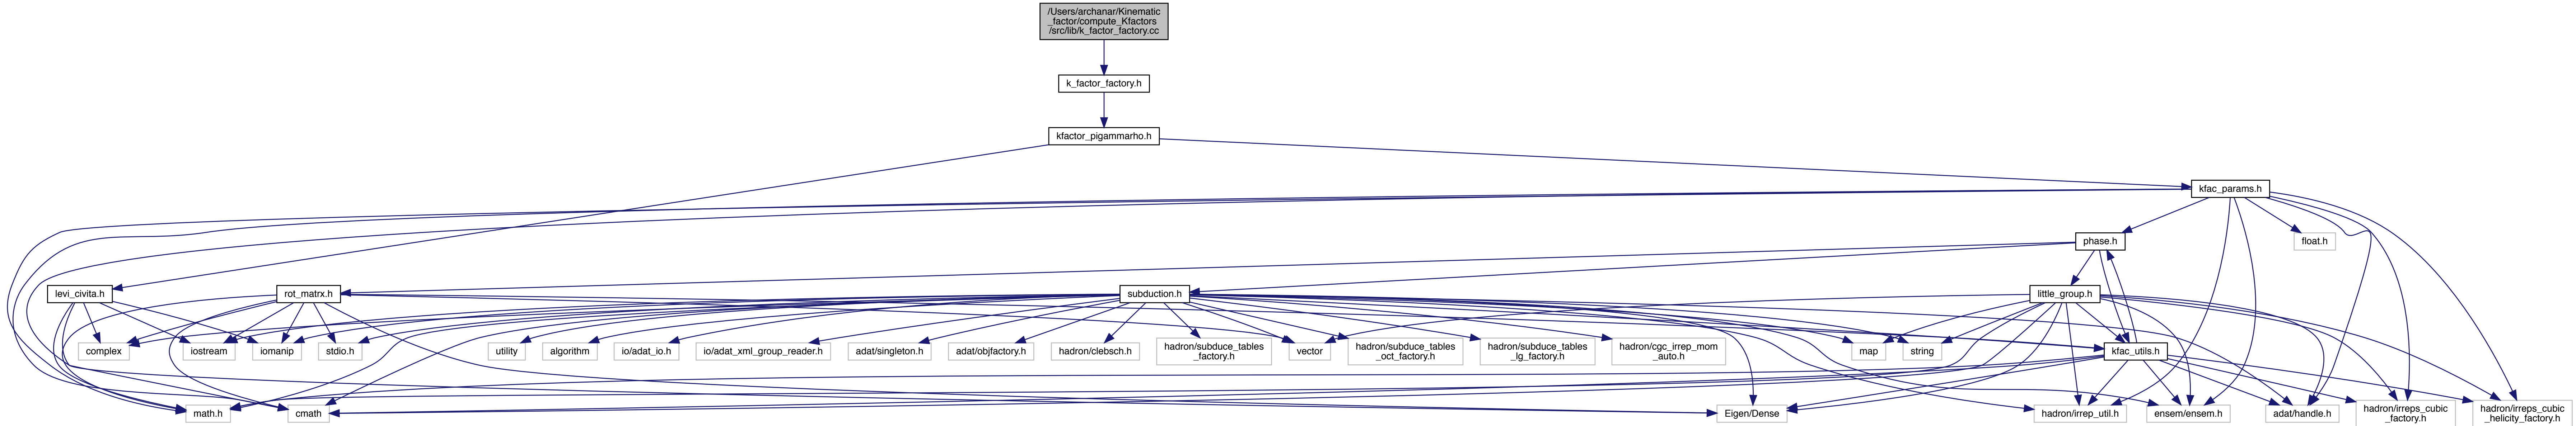 /Users/archanar/Kinematic
_factor/compute_Kfactors
/src/lib/k_factor_factory.cc
k_factor_factory.h
kfactor_pigammarho.h
kfac_params.h
phase.h
float.h
levi_civita.h
rot_matrx.h
subduction.h
little_group.h
complex
iostream
iomanip
stdio.h
utility
algorithm
io/adat_io.h
io/adat_xml_group_reader.h
adat/singleton.h
adat/objfactory.h
hadron/clebsch.h
hadron/subduce_tables
_factory.h
vector
hadron/subduce_tables
_oct_factory.h
hadron/subduce_tables
_lg_factory.h
hadron/cgc_irrep_mom
_auto.h
map
string
kfac_utils.h
math.h
cmath
Eigen/Dense
hadron/irrep_util.h
ensem/ensem.h
adat/handle.h
hadron/irreps_cubic
_factory.h
hadron/irreps_cubic
_helicity_factory.h